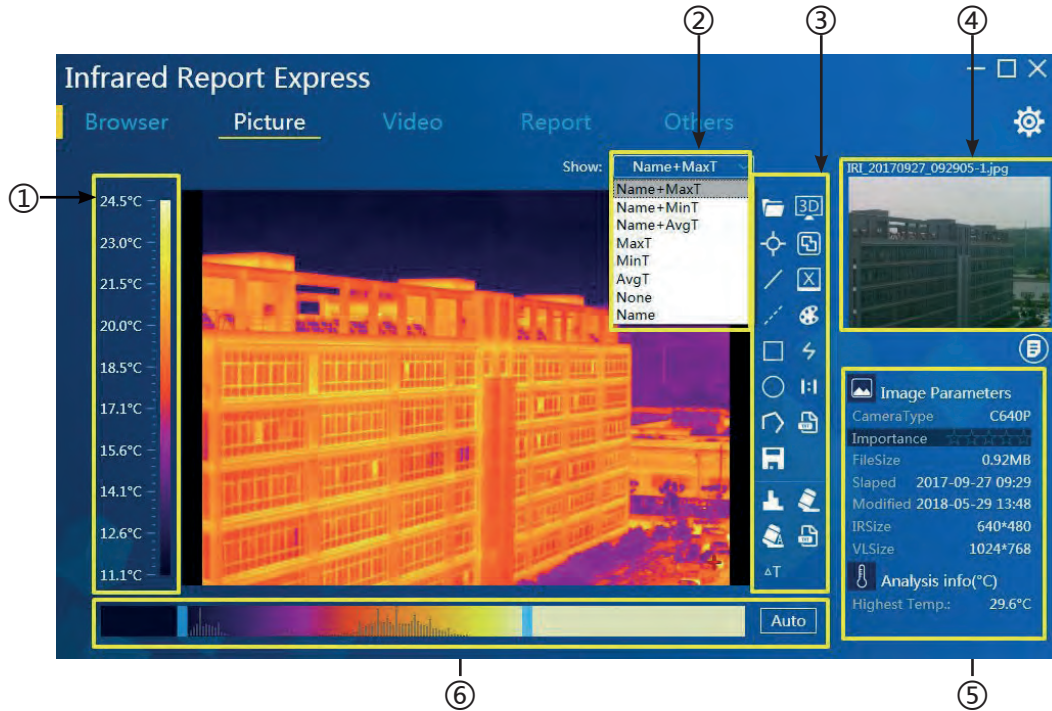 ② ③ ④
Infrared Report Express
Browser Picture Video Report Others
Show: Name+MaxT
IRI_20170927_092905-1.jpg
①
24.5°C
23.0°C
21.5°C
20.0°C
18.5°C
17.1°C
15.6°C
14.1°C
12.6°C
11.1°C
Name+MaxT
Name+MinT
Name+AvgT
MaxT
MinT
AvgT
None
Name
3D
X
1:1
A
△T
Image Parameters
CameraType C640P
Importance
FileSize 0.92MB
Slaped 2017-09-27 09:29
Modified 2018-05-29 13:48
IRSize 640*480
VLSize 1024*768
Analysis info(°C)
Highest Temp.: 29.6°C
Auto
⑥ ⑤